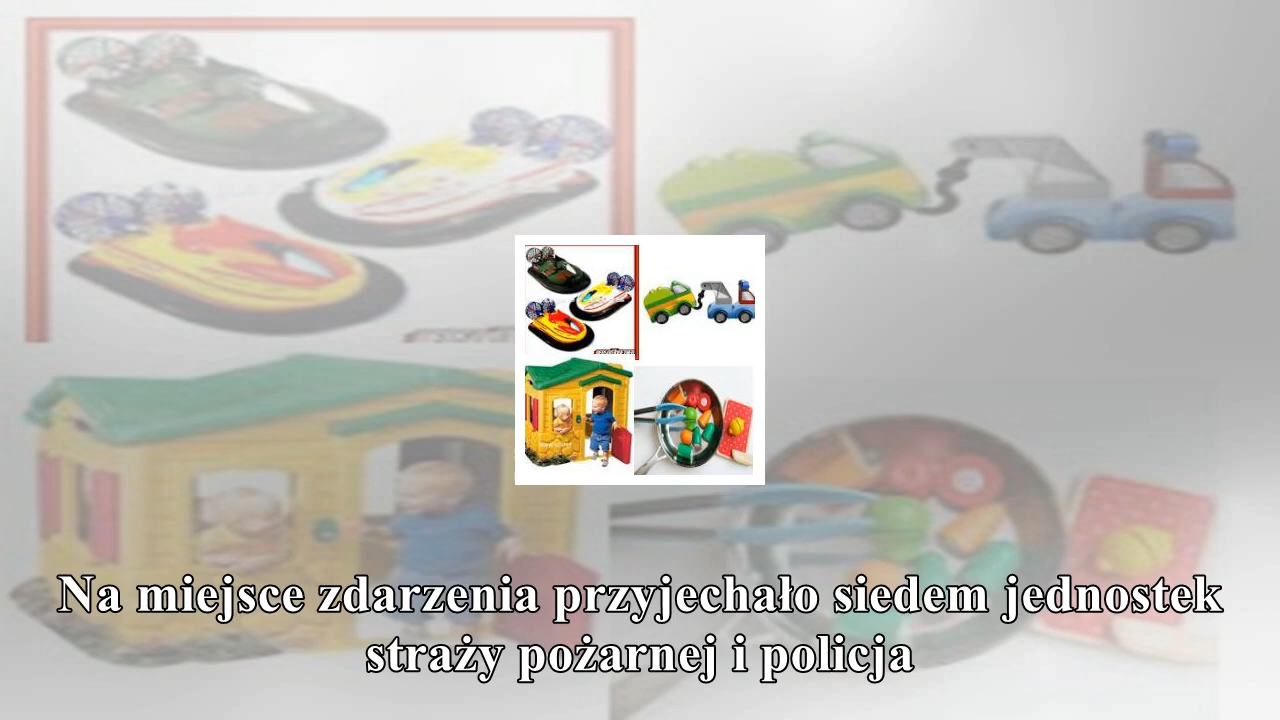 Na miejsce zdarzenia przyjechało siedem jednostek
straży pożarnej i policja